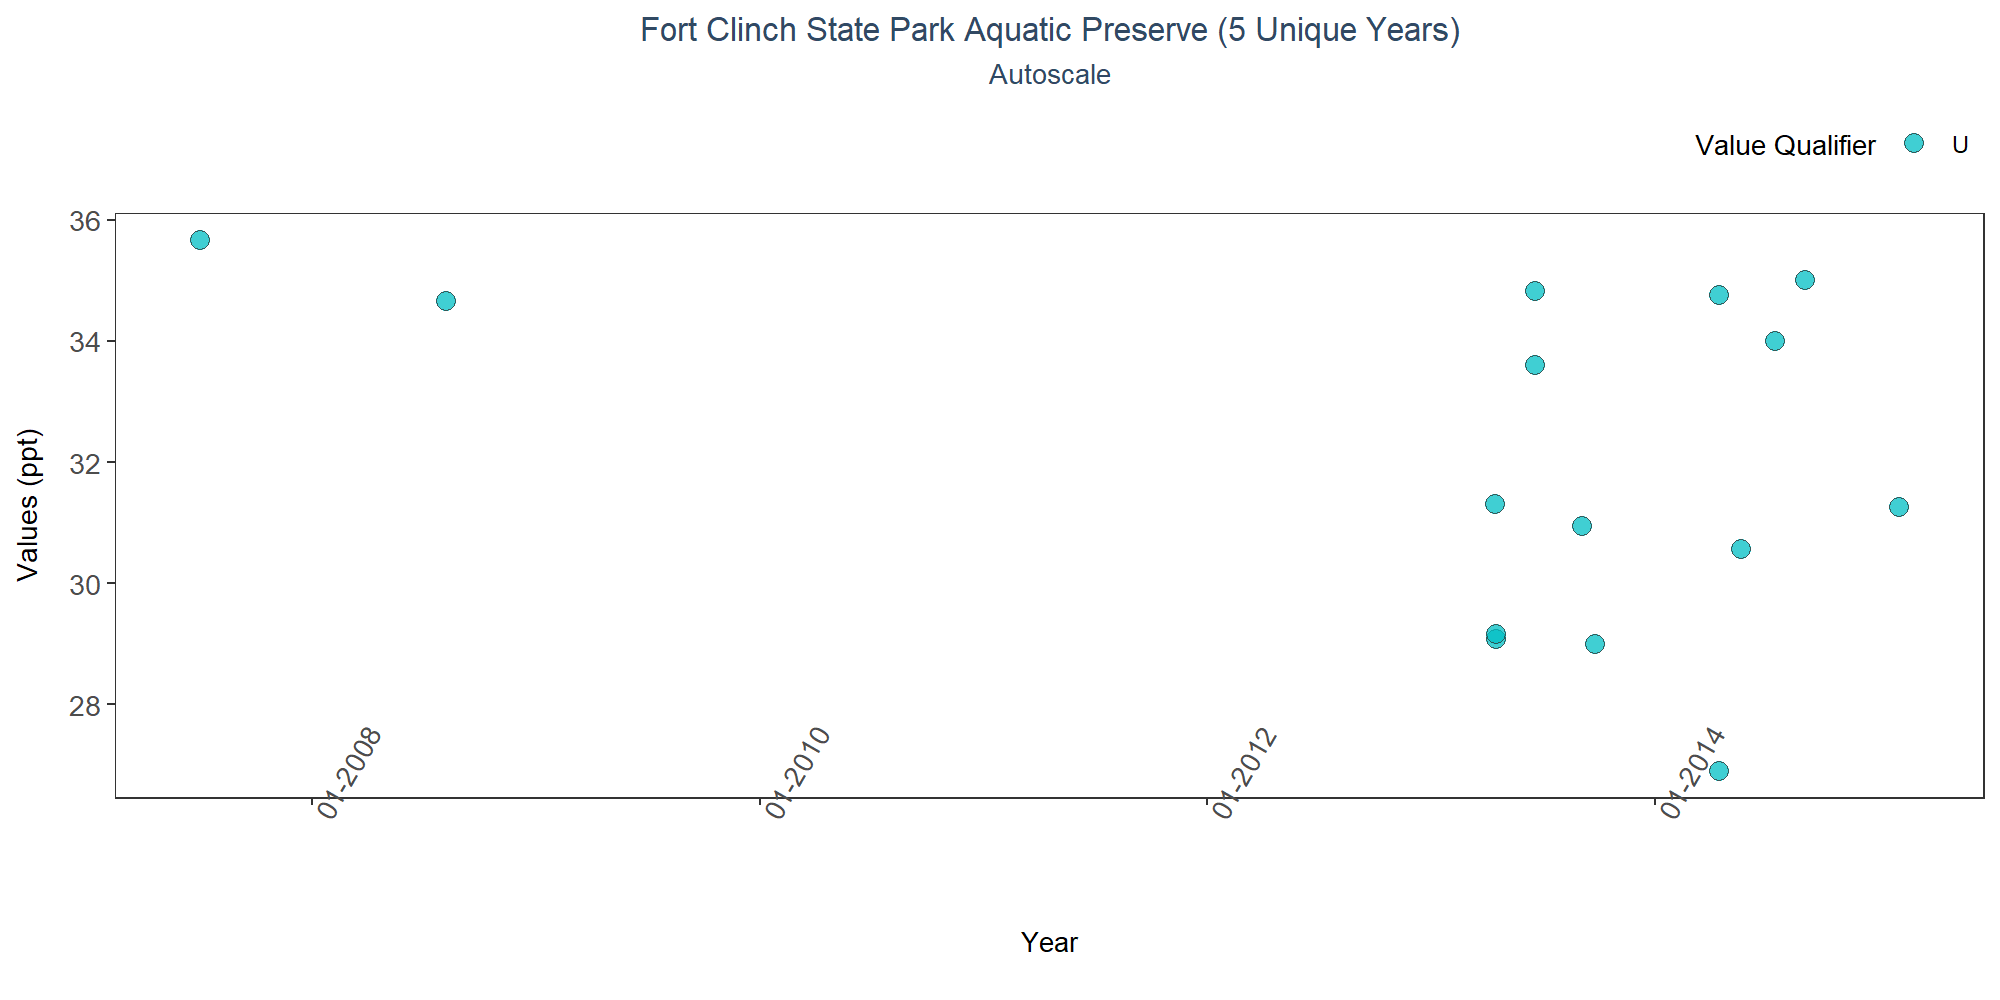 Fort Clinch State Park Aquatic Preserve (5 Unique Years)
Autoscale
Value Qualifier U
36
34
32
30
28
Values (ppt)
01-2008
01-2010
01-2012
01-2014
Year